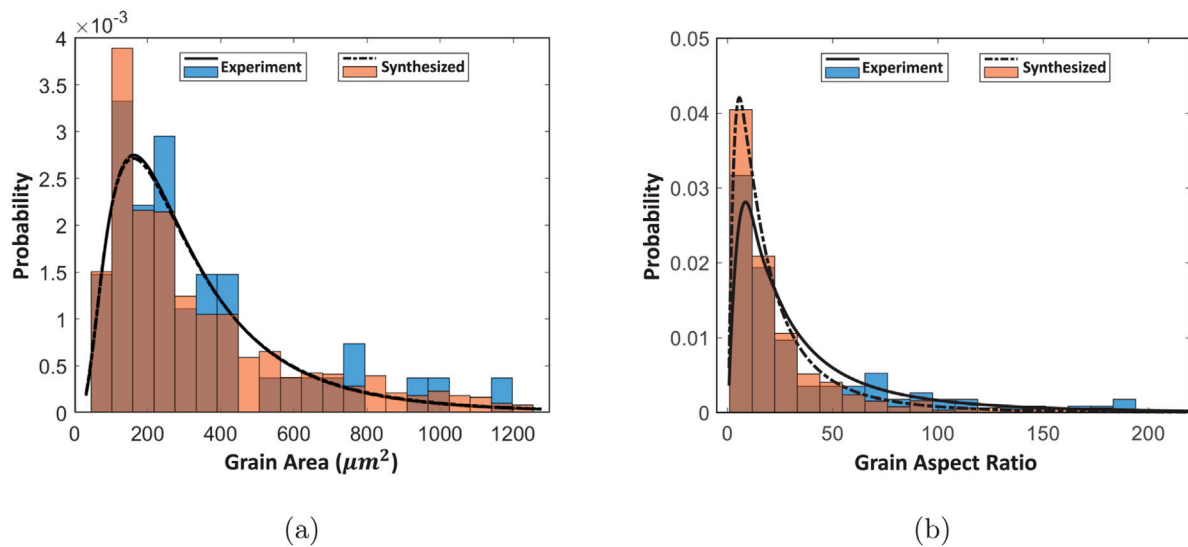 ×10⁻³
4
3.5
3
2.5
2
1.5
1
0.5
0
Probability
Experiment
Synthesized
0 200 400 600 800 1000 1200
Grain Area (μm²)
(a)
0.05
0.04
0.03
0.02
0.01
0
Probability
Experiment
Synthesized
0 50 100 150 200
Grain Aspect Ratio
(b)